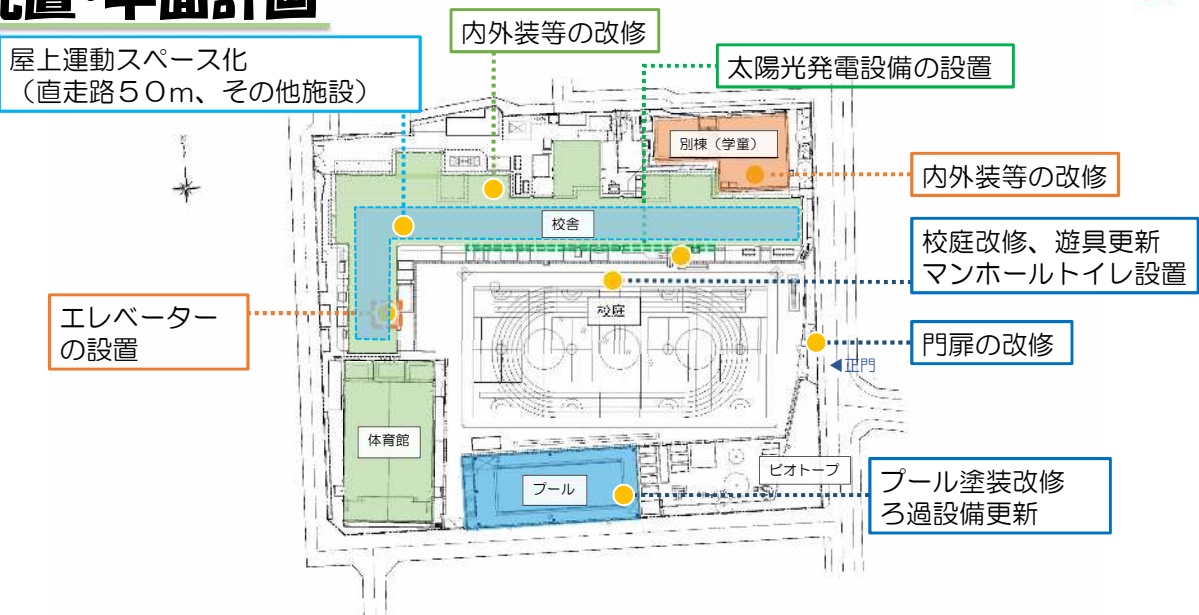 配置・平面計画
内外装等の改修
屋上運動スペース化
（直走路５０ｍ、その他施設）
太陽光発電設備の設置
別棟（学童）
内外装等の改修
校舎
校庭改修、遊具更新
マンホールトイレ設置
校庭
エレベーター
の設置
門扉の改修
◀正門
体育館
ビオトープ
プール
プール塗装改修
ろ過設備更新